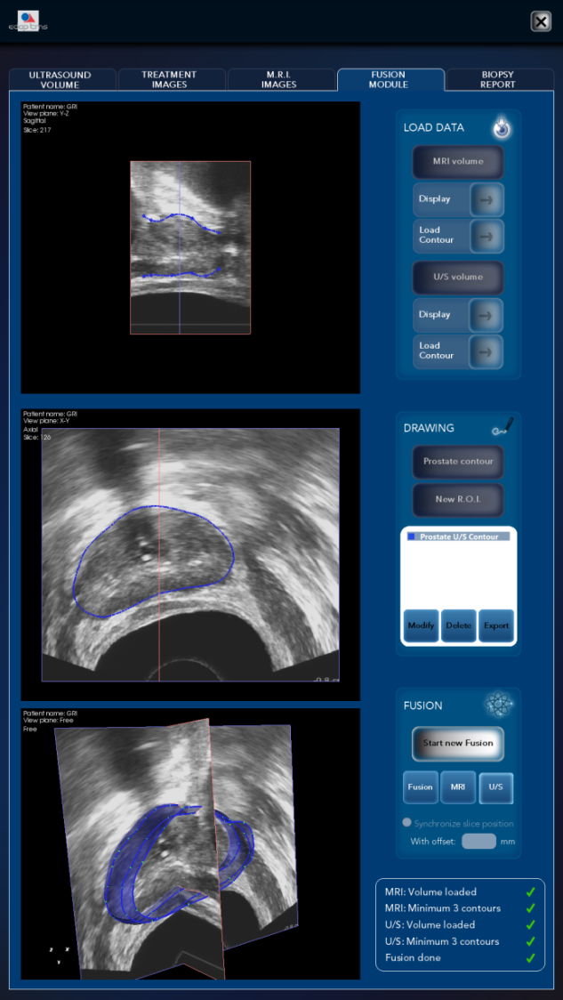 edap tms
ULTRASOUND
VOLUME
TREATMENT
IMAGES
M.R.I.
IMAGES
FUSION
MODULE
BIOPSY
REPORT
Patient name: GRI
View plane: Y-Z
Sagittal
Slice: 217
LOAD DATA
MRI volume
Display
Load
Contour
U/S volume
Display
Load
Contour
Patient name: GRI
View plane: X-Y
Axial
Slice: 126
DRAWING
Prostate contour
New R.O.I.
Prostate U/S Contour
Modify
Delete
Export
Patient name: GRI
View plane: Free
Free
z x
y
FUSION
Start new Fusion
Fusion
MRI
U/S
Synchronize slice position
With offset: mm
MRI: Volume loaded
MRI: Minimum 3 contours
U/S: Volume loaded
U/S: Minimum 3 contours
Fusion done